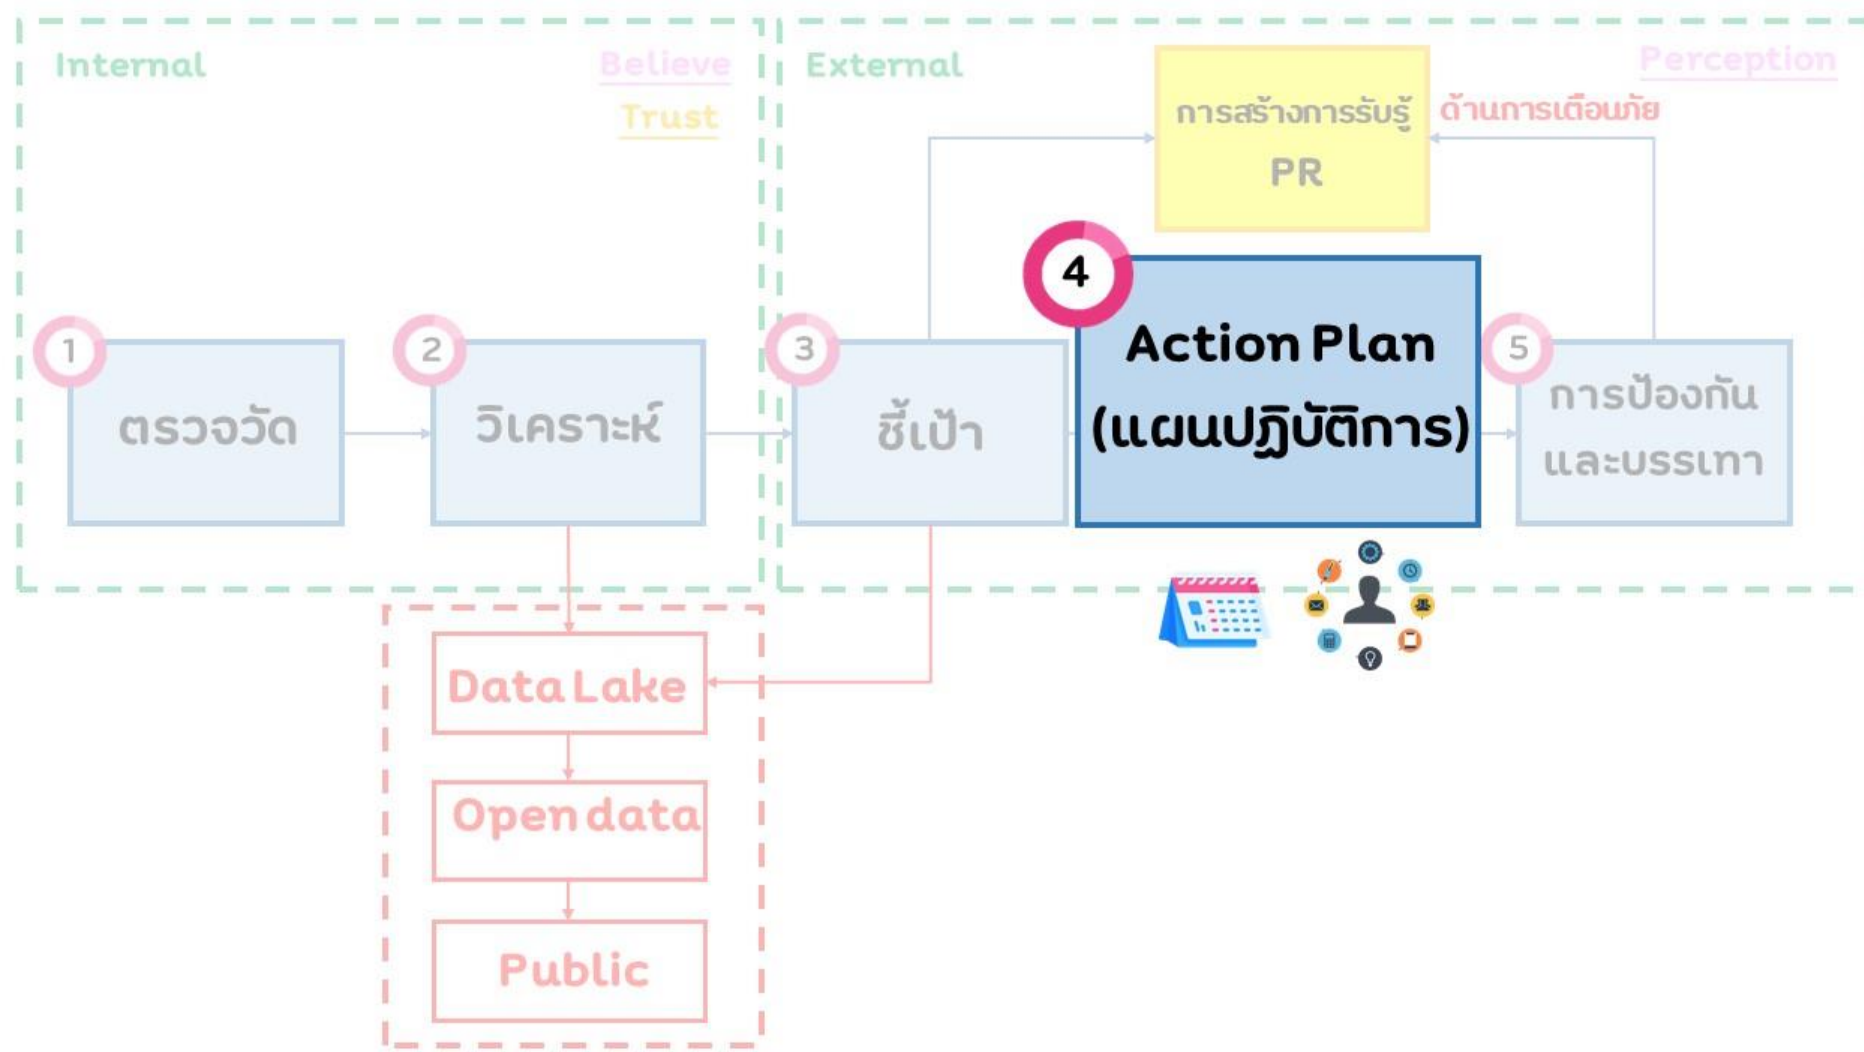 Internal
Believe
Trust
External
Perception
การสร้างการรับรู้
PR
ด้านการเตือนภัย
1
ตรวจวัด
2
วิเคราะห์
3
ชี้เป้า
4
Action Plan
(แผนปฏิบัติการ)
5
การป้องกัน
และบรรเทา
Data Lake
Open data
Public